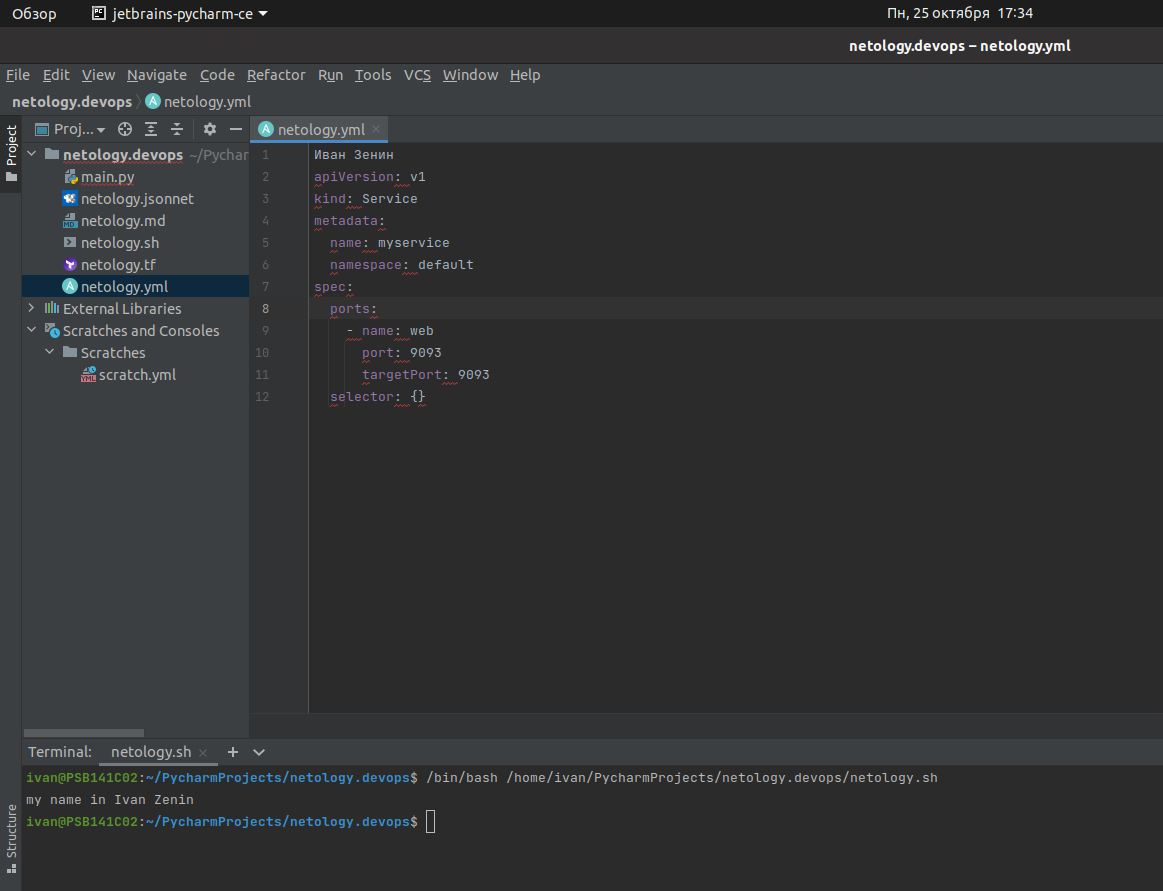 Обзор jetbrains-pycharm-ce Пн, 25 октября 17:34
netology.devops – netology.yml
File Edit View Navigate Code Refactor Run Tools VCS Window Help
netology.devops netology.yml
Project
Proj...
netology.devops ~/Pychar
main.py
netology.jsonnet
netology.md
netology.sh
netology.tf
netology.yml
External Libraries
Scratches and Consoles
Scratches
scratch.yml
netology.yml
1 Иван Зенин
2 apiVersion: v1
3 kind: Service
4 metadata:
5 name: myservice
6 namespace: default
7 spec:
8 ports:
9 - name: web
10 port: 9093
11 targetPort: 9093
12 selector: {}
Terminal: netology.sh
ivan@PSB141C02:~/PycharmProjects/netology.devops$ /bin/bash /home/ivan/PycharmProjects/netology.devops/netology.sh
my name in Ivan Zenin
ivan@PSB141C02:~/PycharmProjects/netology.devops$
Structure